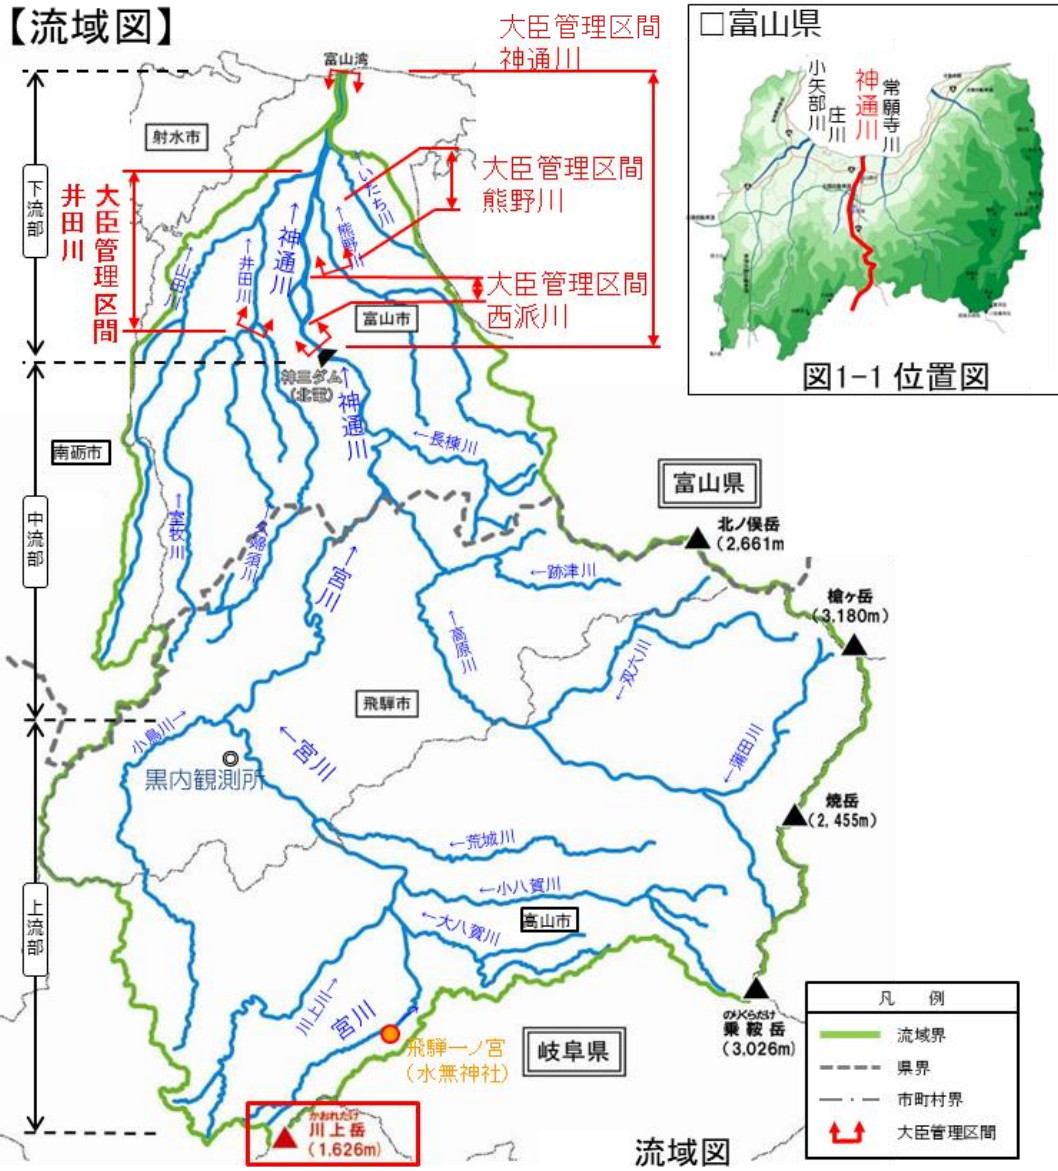 【流域図】
富山湾
大臣管理区間
神通川
射水市
下流部
大臣管理区間
井田川
←いたち川
大臣管理区間
熊野川
←熊野川
←神通川
←井田川
←山田川
大臣管理区間
西派川
富山市
神三ダム
(北電)
←神通川
←長棟川
南砺市
中流部
←室牧川
←宮川
富山県
北ノ俣岳
(2,661m
←跡津川
槍ヶ岳
(3,180m)
←高原川
←双六川
飛騨市
小鳥川→
←宮川
黒内観測所
←蒲田川
焼岳
(2,455m)
←荒城川
←小八賀川
高山市
←大八賀川
上流部
川上川→
宮川
飛騨一ノ宮
(水無神社)
岐阜県
のりくらだけ
乗鞍岳
(3,026m)
かおれだけ
川上岳
(1,626m)
流域図
凡 例
流域界
県界
市町村界
大臣管理区間
□富山県
小矢部川
庄川
神通川
常願寺川
図1-1 位置図